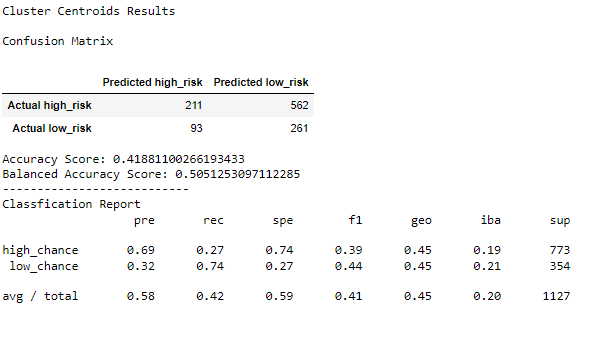 Cluster Centroids Results
Confusion Matrix
Predicted high_risk Predicted low_risk
Actual high_risk 211 562
Actual low_risk 93 261
Accuracy Score: 0.41881100266193433
Balanced Accuracy Score: 0.5051253097112285
---------------------------
Classfication Report
pre rec spe f1 geo iba sup
high_chance 0.69 0.27 0.74 0.39 0.45 0.19 773
low_chance 0.32 0.74 0.27 0.44 0.45 0.21 354
avg / total 0.58 0.42 0.59 0.41 0.45 0.20 1127